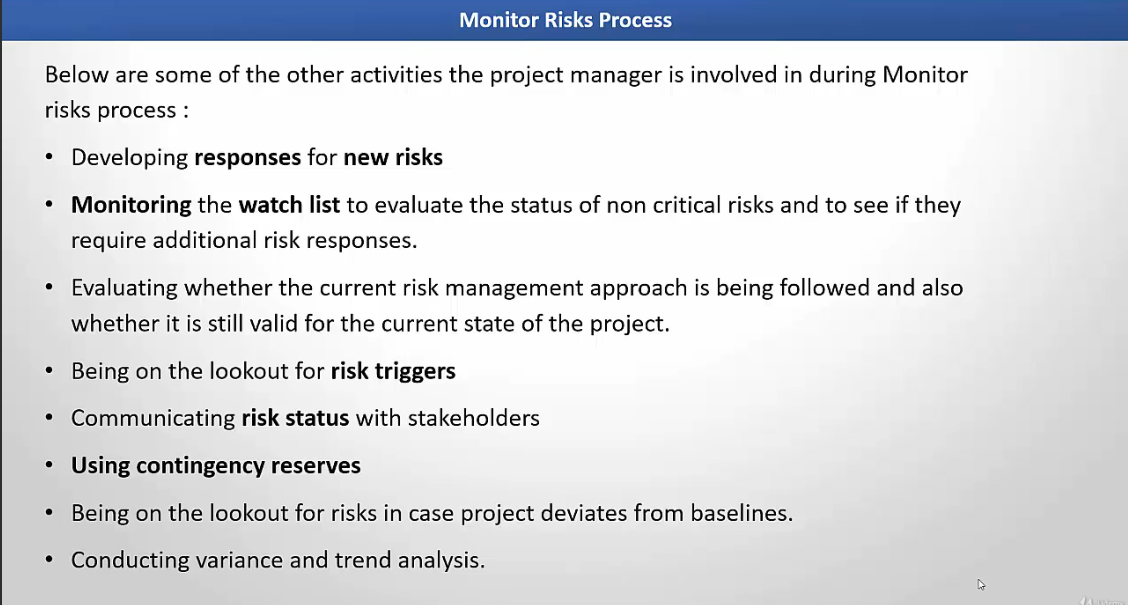 Monitor Risks Process
Below are some of the other activities the project manager is involved in during Monitor
risks process :
• Developing responses for new risks
• Monitoring the watch list to evaluate the status of non critical risks and to see if they
require additional risk responses.
• Evaluating whether the current risk management approach is being followed and also
whether it is still valid for the current state of the project.
• Being on the lookout for risk triggers
• Communicating risk status with stakeholders
• Using contingency reserves
• Being on the lookout for risks in case project deviates from baselines.
• Conducting variance and trend analysis.